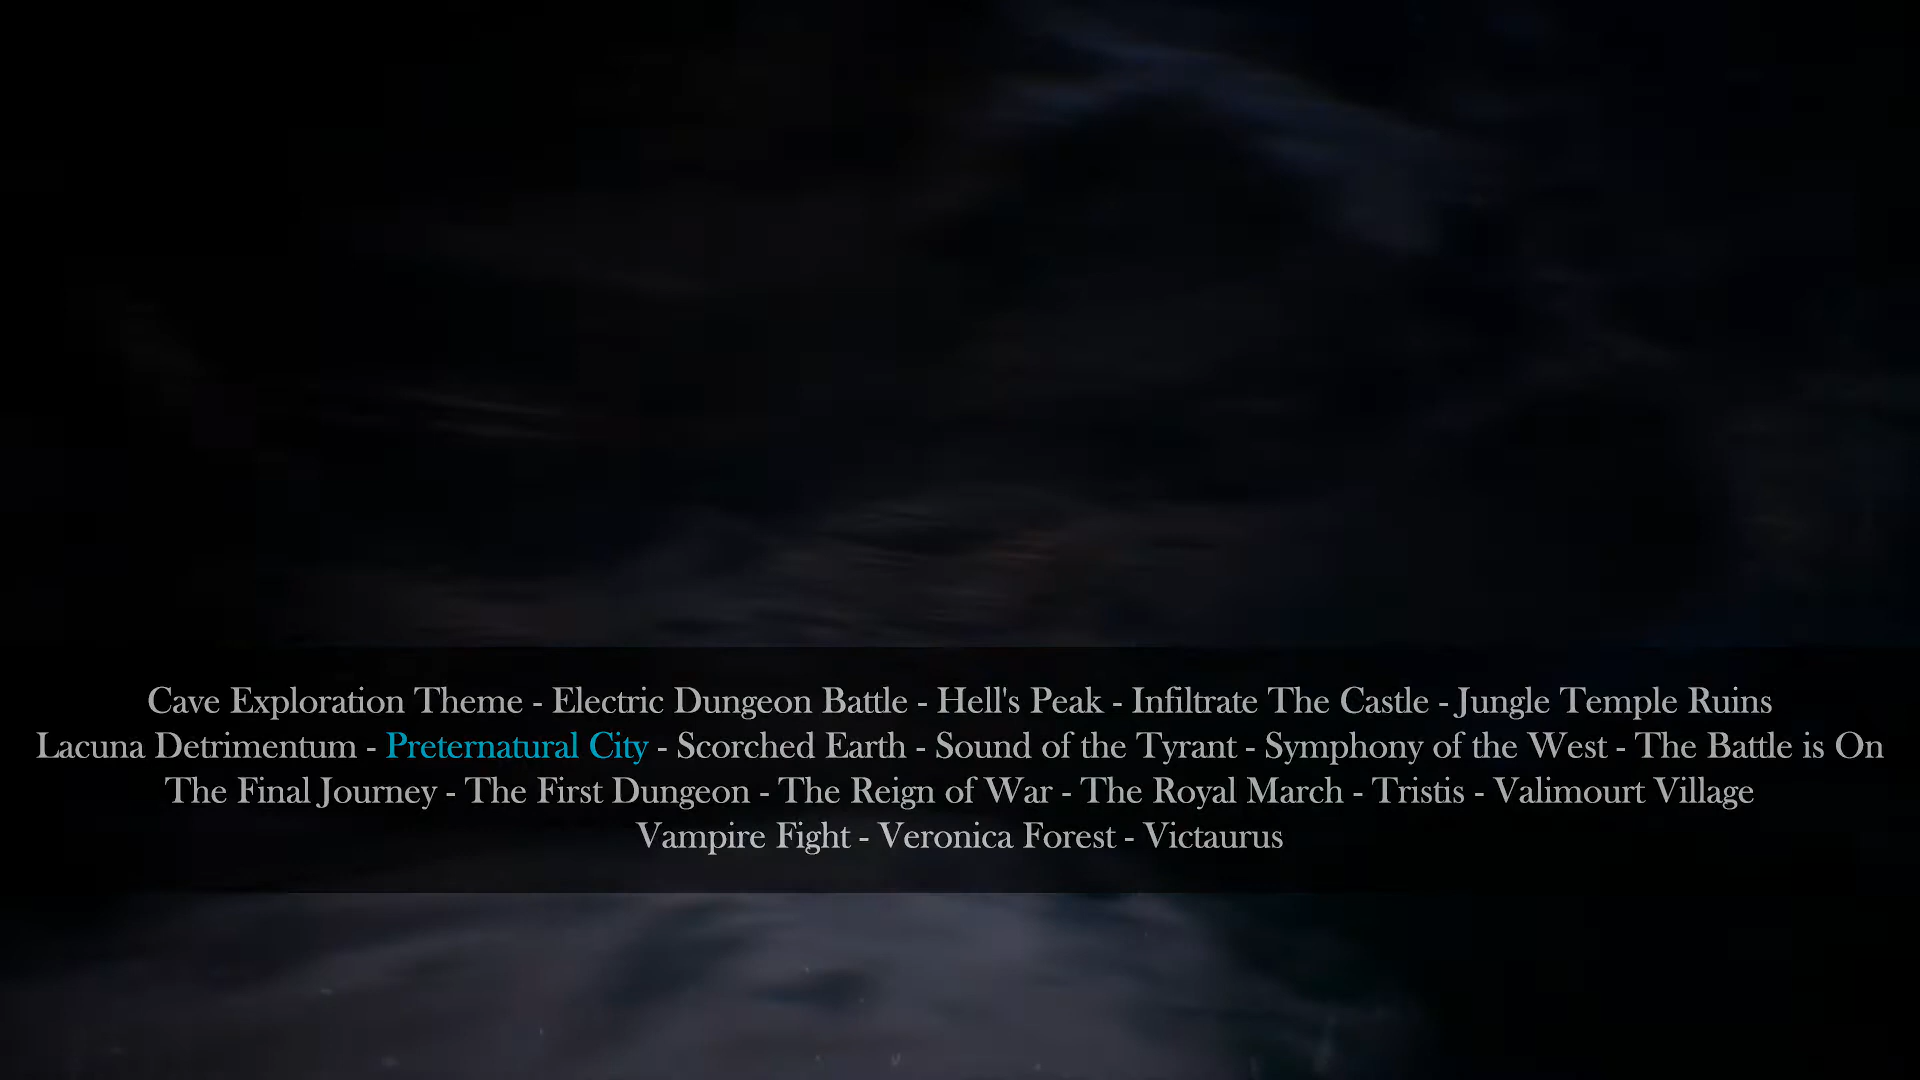 Cave Exploration Theme - Electric Dungeon Battle - Hell's Peak - Infiltrate The Castle - Jungle Temple Ruins
Lacuna Detrimentum - Preternatural City - Scorched Earth - Sound of the Tyrant - Symphony of the West - The Battle is On
The Final Journey - The First Dungeon - The Reign of War - The Royal March - Tristis - Valimourt Village
Vampire Fight - Veronica Forest - Victaurus